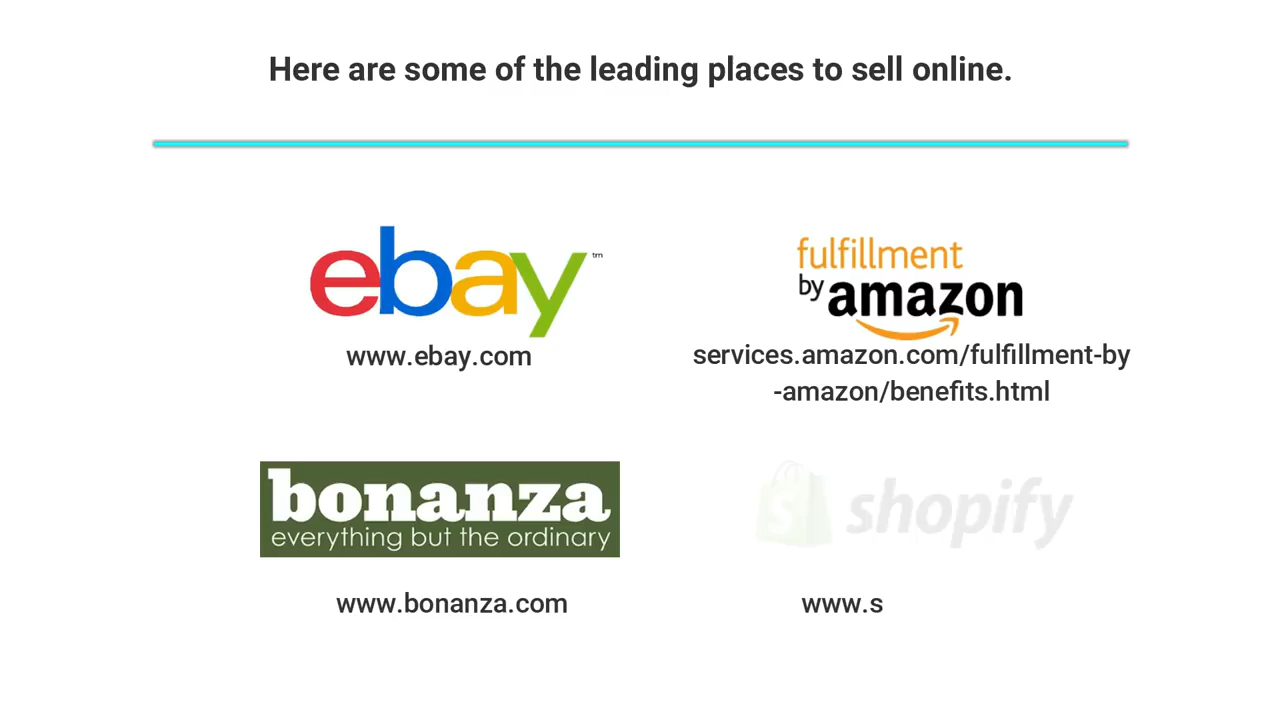 Here are some of the leading places to sell online.
ebay™
www.ebay.com
fulfillment
by amazon
services.amazon.com/fulfillment-by
-amazon/benefits.html
bonanza
everything but the ordinary
www.bonanza.com
S shopify
www.s